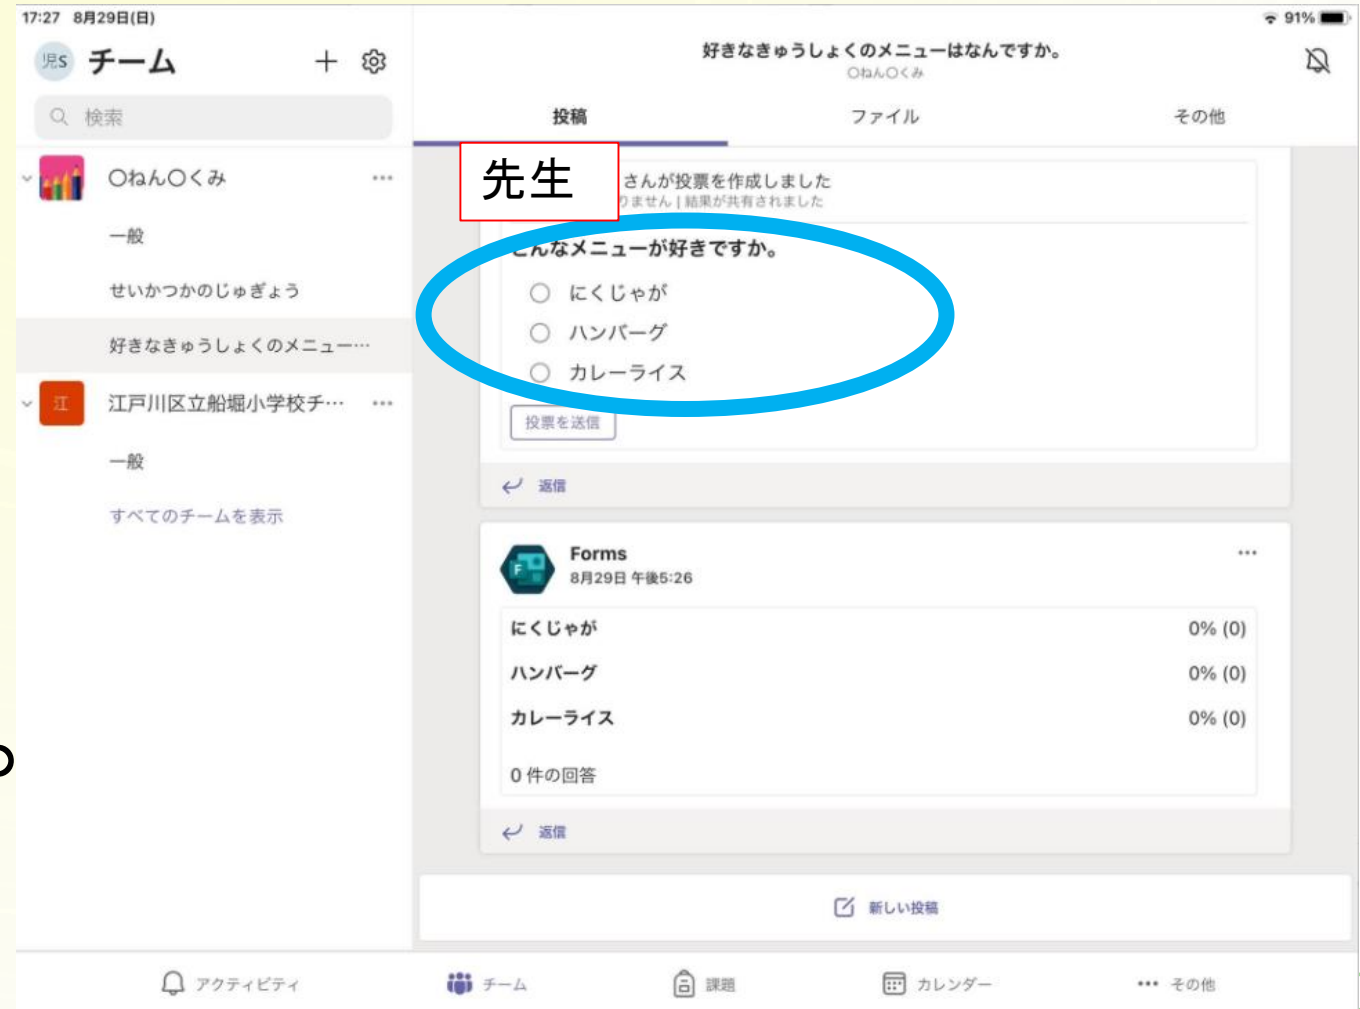 17:27 8月29日(日)
91%
児S チーム
検索
〇ねん〇くみ
一般
せいかつかのじゅぎょう
好きなきゅうしょくのメニュー…
江 江戸川区立船堀小学校チ…
一般
すべてのチームを表示
好きなきゅうしょくのメニューはなんですか。
〇ねん〇くみ
投稿 ファイル その他
先生 さんが投票を作成しました
りません | 結果が共有されました
んなメニューが好きですか。
にくじゃが
ハンバーグ
カレーライス
投票を送信
返信
F Forms
8月29日 午後5:26
にくじゃが 0% (0)
ハンバーグ 0% (0)
カレーライス 0% (0)
0 件の回答
返信
新しい投稿
アクティビティ チーム 課題 カレンダー その他